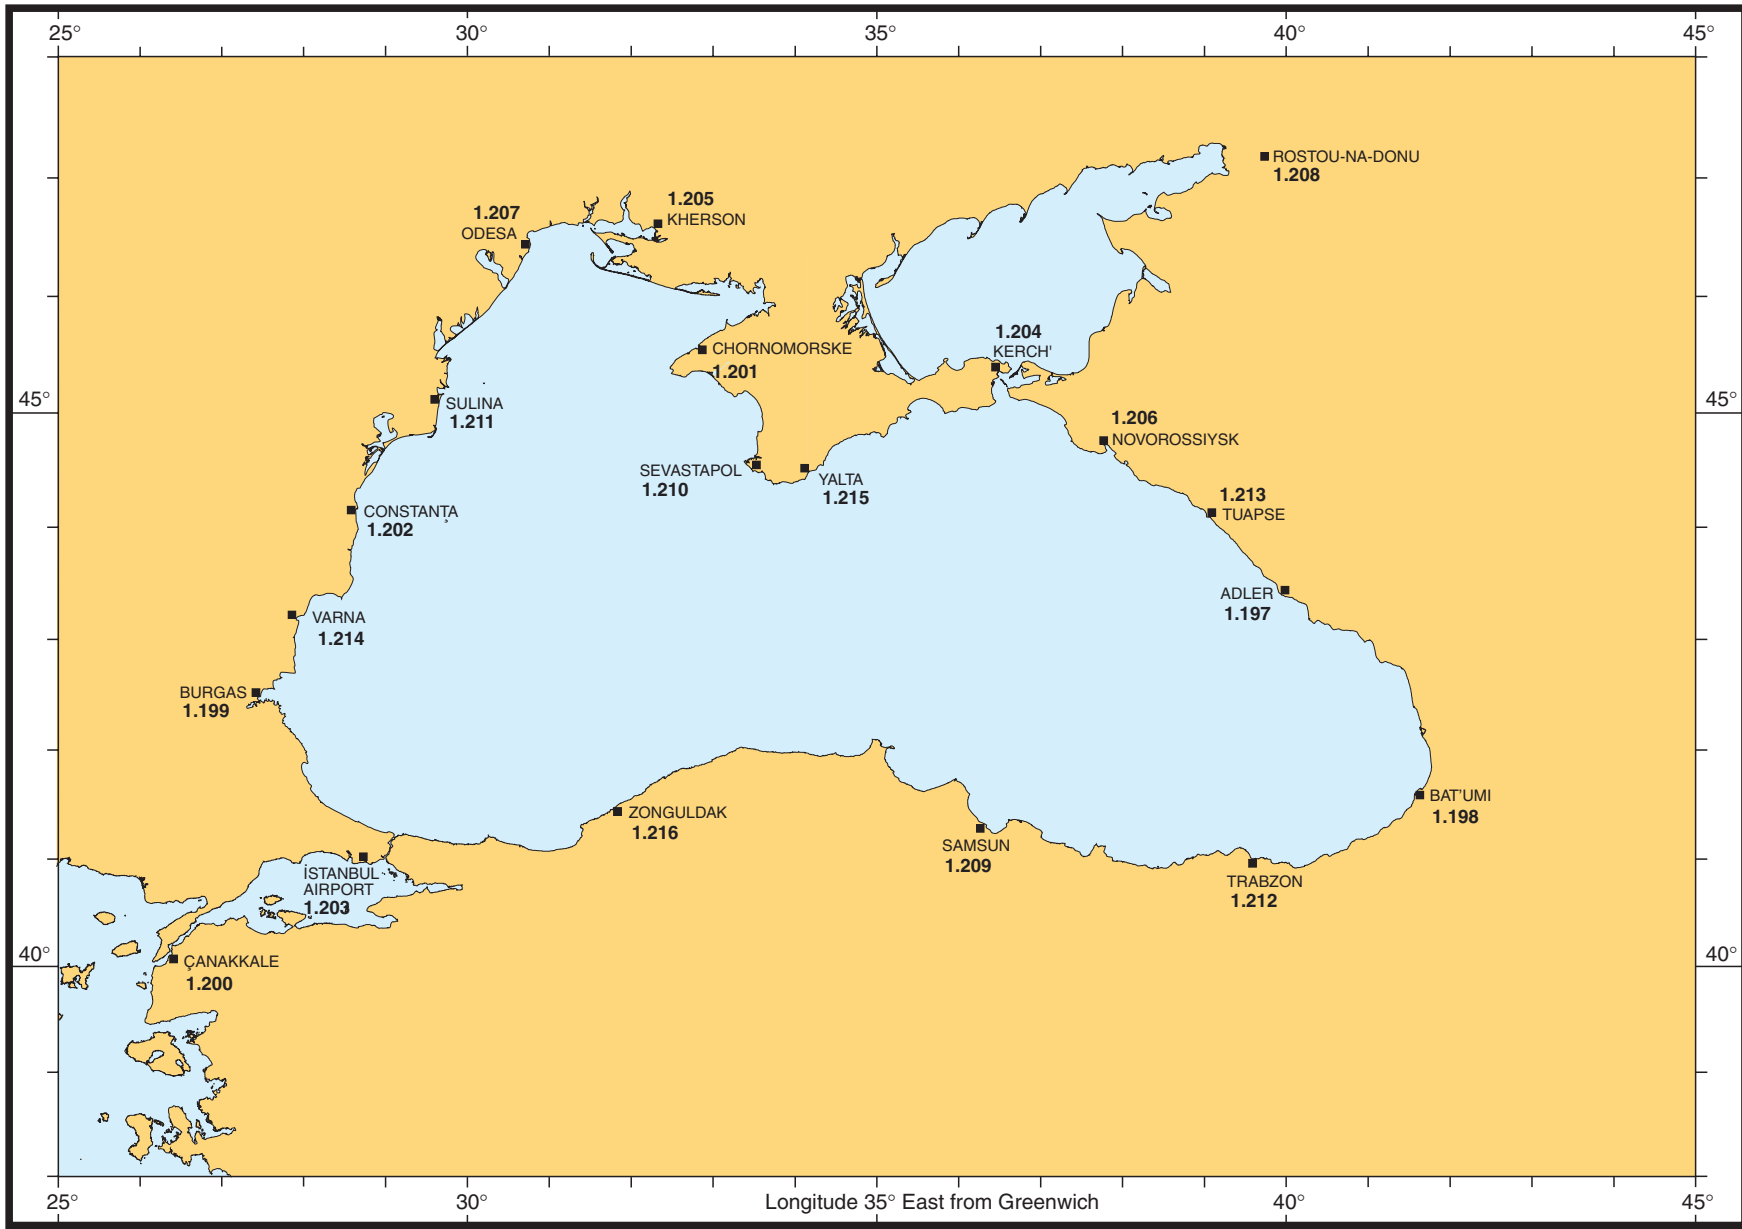 25°
30°
35°
40°
45°
ROSTOU-NA-DONU
1.208
1.205
KHERSON
1.207
ODESA
1.204
KERCH'
CHORNOMORSKE
1.201
45°
45°
SULINA
1.211
1.206
NOVOROSSIYSK
SEVASTAPOL
1.210
YALTA
1.215
1.213
TUAPSE
CONSTANŢA
1.202
ADLER
1.197
VARNA
1.214
BURGAS
1.199
BAT'UMI
1.198
ZONGULDAK
1.216
SAMSUN
1.209
İSTANBUL
AIRPORT
1.203
TRABZON
1.212
40°
40°
ÇANAKKALE
1.200
25°
30°
Longitude 35° East from Greenwich
40°
45°